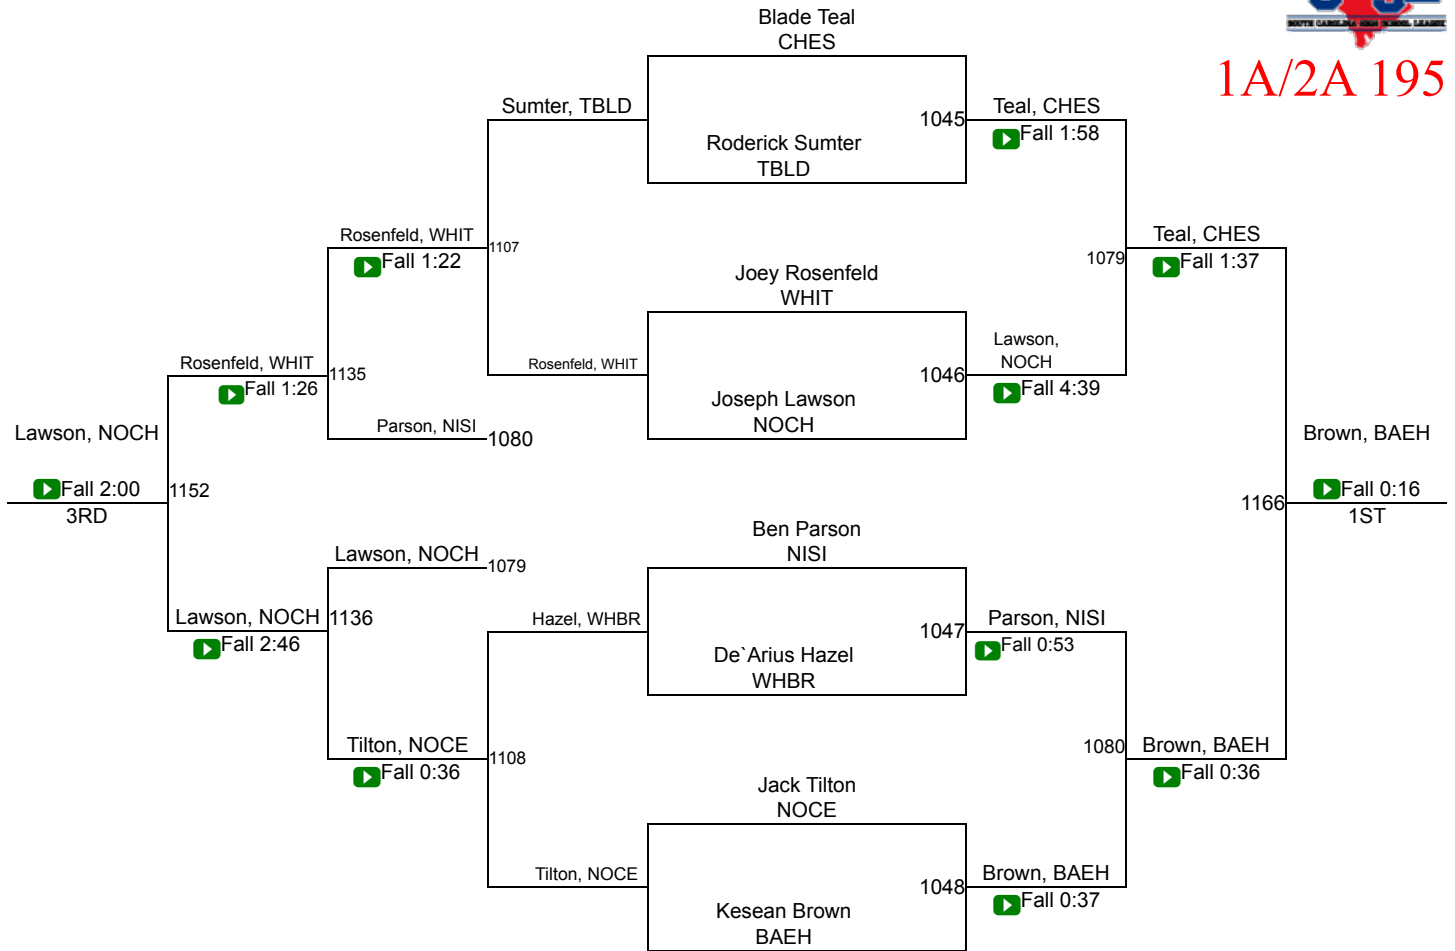 Blade Teal
CHES
SOUTH CAROLINA HIGH SCHOOL LEAGUE
1A/2A 195
Sumter, TBLD
1045
Teal, CHES
Fall 1:58
Roderick Sumter
TBLD
Rosenfeld, WHIT
Fall 1:22
1107
Teal, CHES
1079
Fall 1:37
Joey Rosenfeld
WHIT
Rosenfeld, WHIT
Fall 1:26
1135
Rosenfeld, WHIT
1046
Lawson,
NOCH
Fall 4:39
Joseph Lawson
NOCH
Parson, NISI
1080
Lawson, NOCH
Fall 2:00
3RD
1152
Brown, BAEH
1166
Fall 0:16
1ST
Ben Parson
NISI
Lawson, NOCH
1079
Lawson, NOCH
Fall 2:46
1136
Hazel, WHBR
1047
Parson, NISI
Fall 0:53
De`Arius Hazel
WHBR
Tilton, NOCE
Fall 0:36
1108
1080
Brown, BAEH
Fall 0:36
Jack Tilton
NOCE
Tilton, NOCE
1048
Brown, BAEH
Fall 0:37
Kesean Brown
BAEH